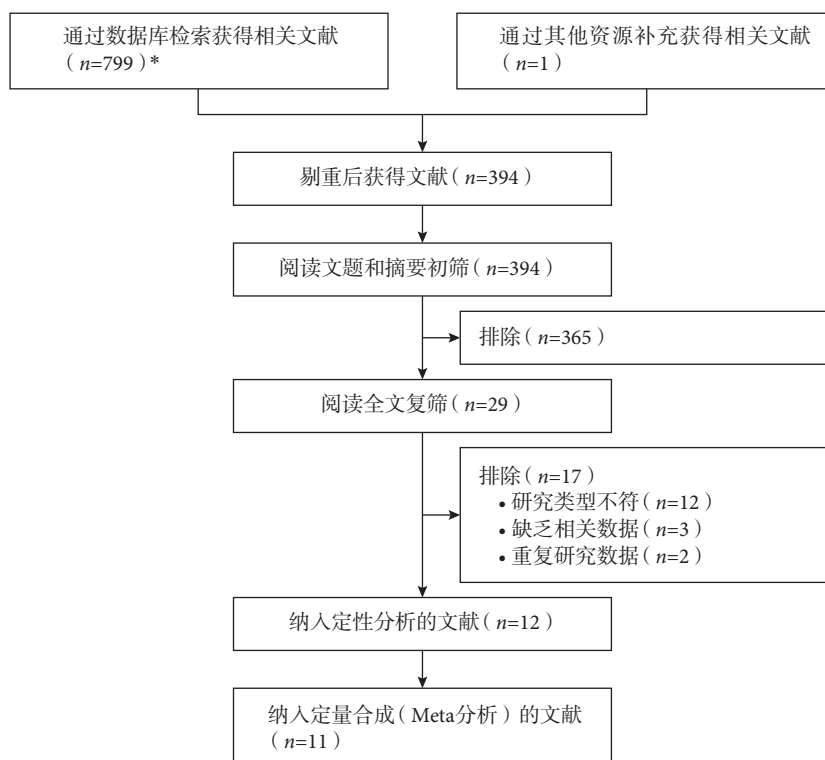 通过数据库检索获得相关文献
（n=799）*
通过其他资源补充获得相关文献
（n=1）
剔重后获得文献（n=394）
阅读文题和摘要初筛（n=394）
排除（n=365）
阅读全文复筛（n=29）
排除（n=17）
• 研究类型不符（n=12）
• 缺乏相关数据（n=3）
• 重复研究数据（n=2）
纳入定性分析的文献（n=12）
纳入定量合成（Meta分析）的文献
（n=11）